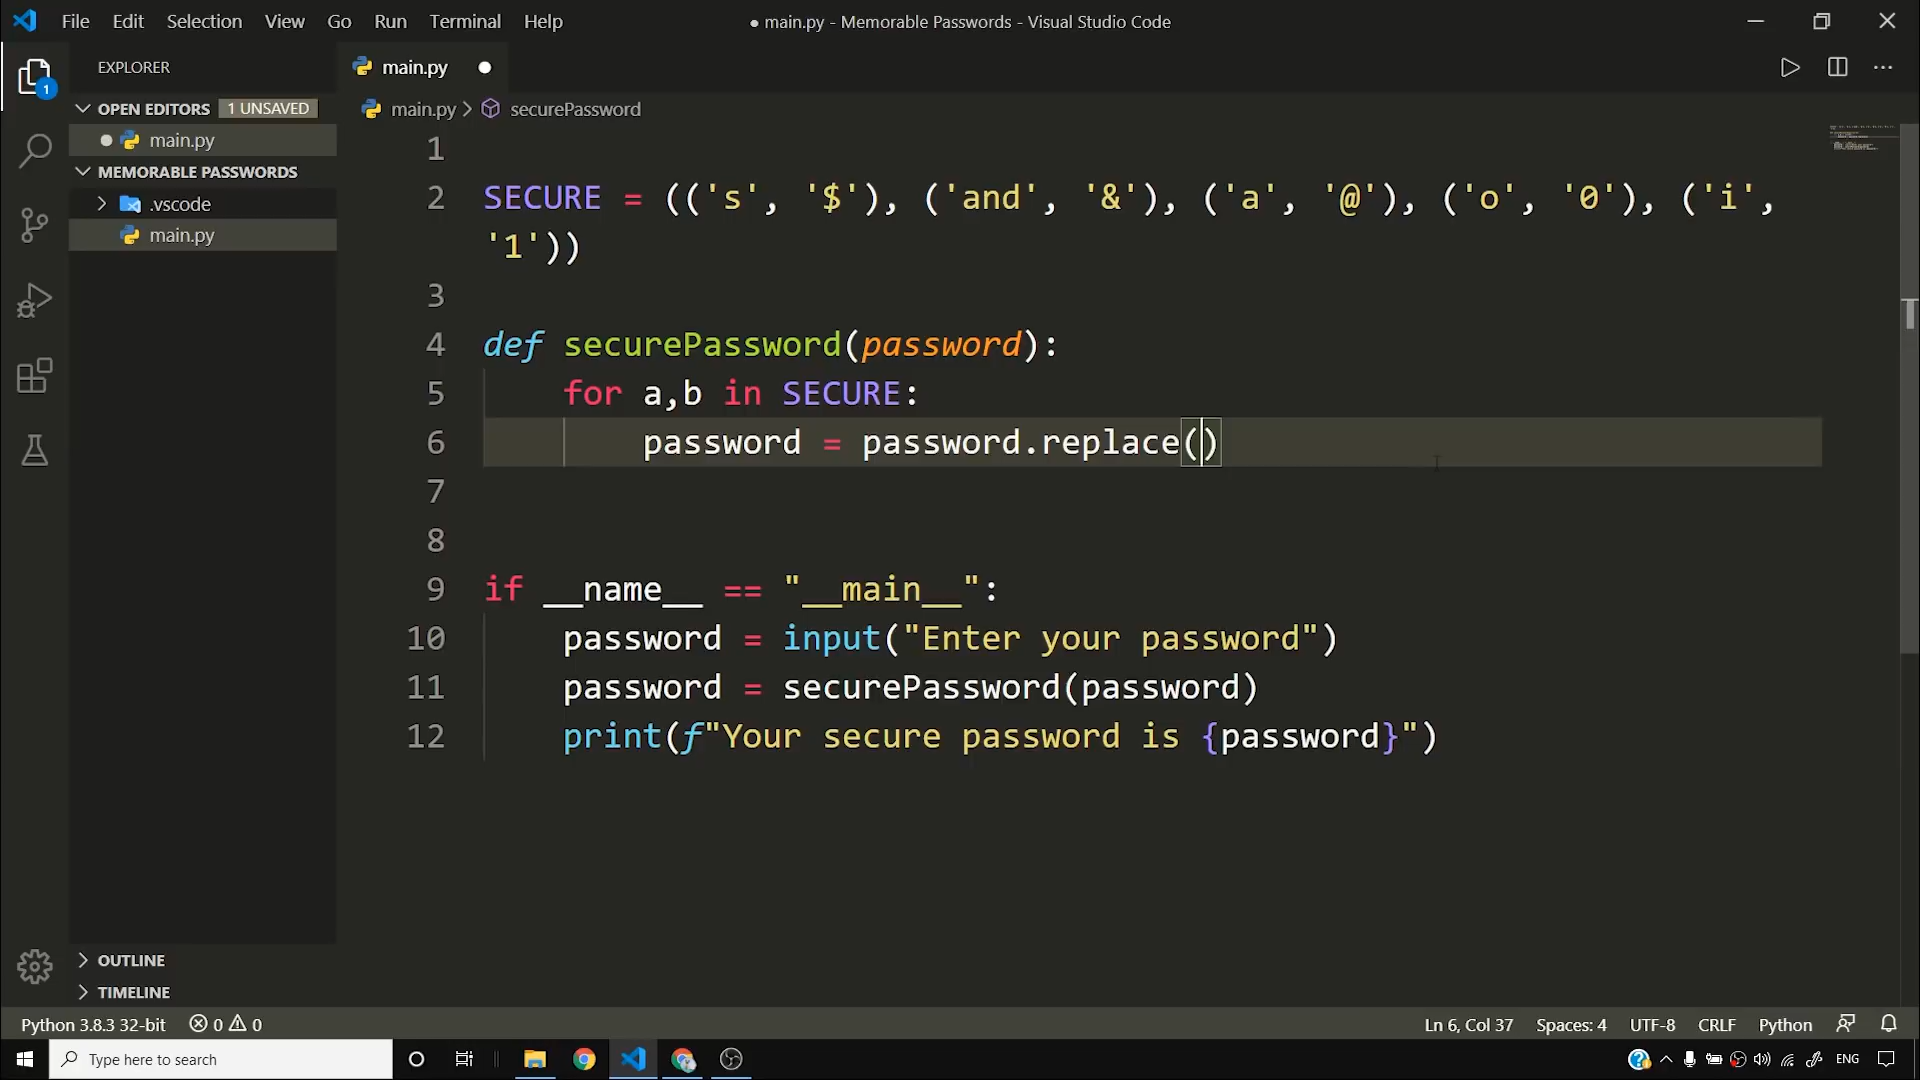 File Edit Selection View Go Run Terminal Help
● main.py - Memorable Passwords - Visual Studio Code
EXPLORER
OPEN EDITORS 1 UNSAVED
main.py
MEMORABLE PASSWORDS
.vscode
main.py
OUTLINE
TIMELINE
1
main.py
main.py > securePassword
1
2 SECURE = (('s', '$'), ('and', '&'), ('a', '@'), ('o', '0'), ('i',
'1'))
3
4 def securePassword(password):
5 for a,b in SECURE:
6 password = password.replace()
7
8
9 if __name__ == "__main__":
10 password = input("Enter your password")
11 password = securePassword(password)
12 print(f"Your secure password is {password}")
Python 3.8.3 32-bit 0 0
Ln 6, Col 37 Spaces: 4 UTF-8 CRLF Python
Type here to search
ENG